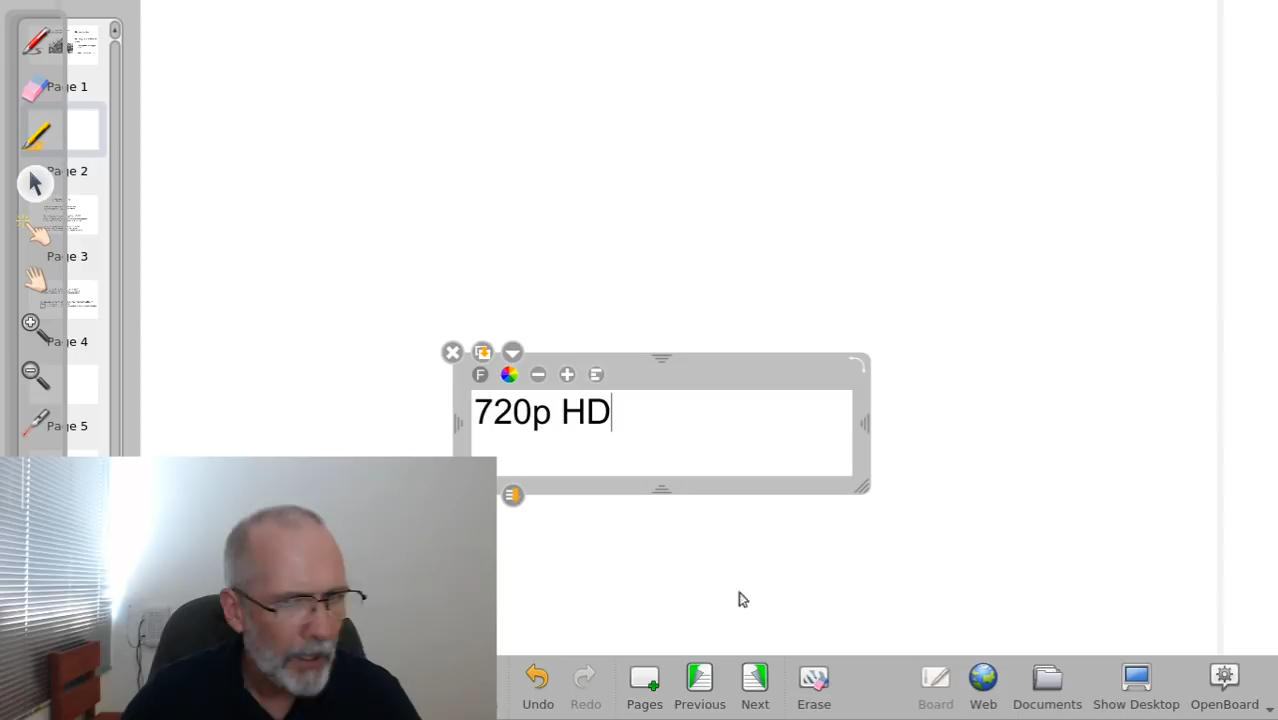 Page 1
Page 2
Page 3
Page 4
Page 5
F
720p HD
Undo
Redo
Pages
Previous
Next
Erase
Board
Web
Documents
Show Desktop
OpenBoard